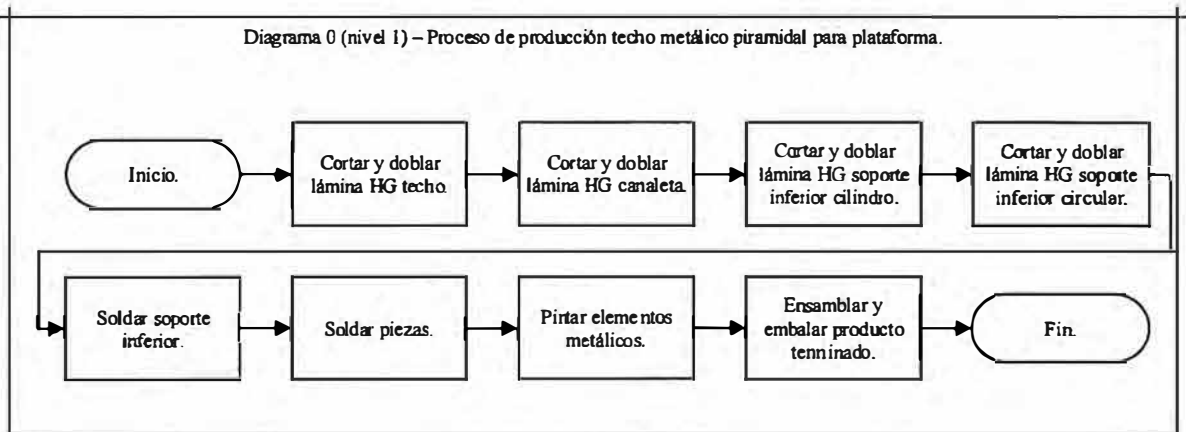 Diagrama 0 (nivel 1) – Proceso de producción techo metálico piramidal para plataforma.
Inicio.
Cortar y doblar
lámina HG techo.
Cortar y doblar
lámina HG canaleta.
Cortar y doblar
lámina HG soporte
inferior cilindro.
Cortar y doblar
lámina HG soporte
inferior circular.
Soldar soporte
inferior.
Soldar piezas.
Pintar elementos
metálicos.
Ensamblar y
embalar producto
tenninado.
Fin.